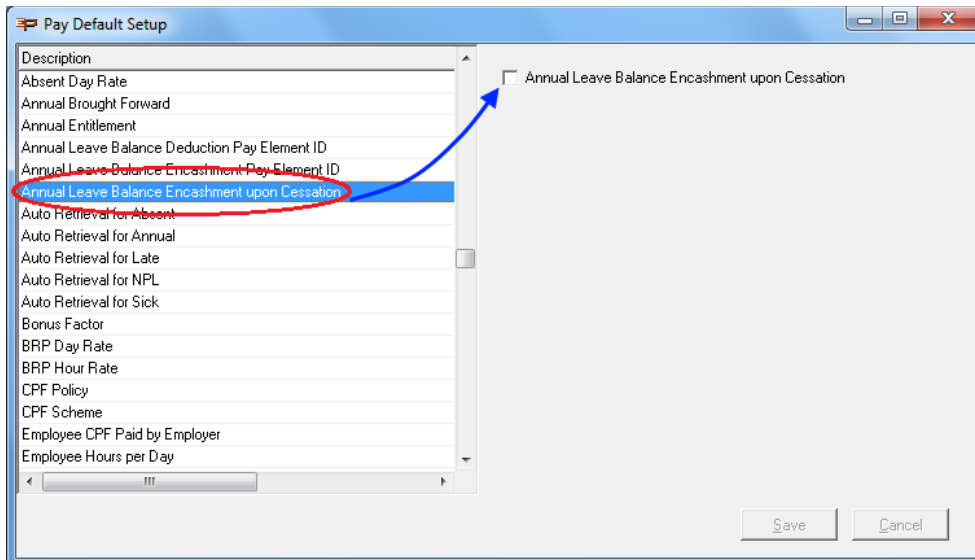 Pay Default Setup
Description
Absent Day Rate
Annual Brought Forward
Annual Entitlement
Annual Leave Balance Deduction Pay Element ID
Annual Leave Balance Encashment Pay Element ID
Annual Leave Balance Encashment upon Cessation
Auto Retrieval for Absent
Auto Retrieval for Annual
Auto Retrieval for Late
Auto Retrieval for NPL
Auto Retrieval for Sick
Bonus Factor
BRP Day Rate
BRP Hour Rate
CPF Policy
CPF Scheme
Employee CPF Paid by Employer
Employee Hours per Day
Annual Leave Balance Encashment upon Cessation
Save Cancel